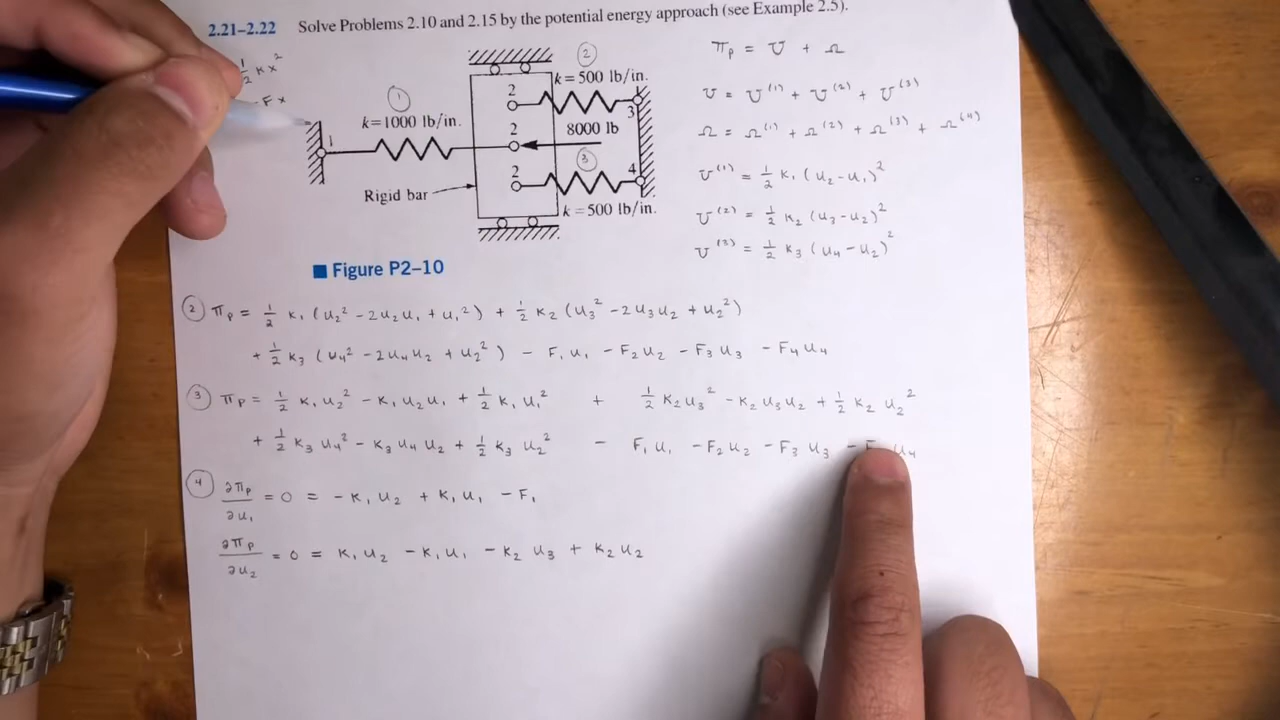 2.21–2.22 Solve Problems 2.10 and 2.15 by the potential energy approach (see Example 2.5).
½ kx²
Fx
①
k=1000 lb/in.
1
Rigid bar
②
k = 500 lb/in.
2
3
2
8000 lb
③
2
4
k = 500 lb/in.
■ Figure P2–10
πp = U + Ω
U = U⁽¹⁾ + U⁽²⁾ + U⁽³⁾
Ω = Ω⁽¹⁾ + Ω⁽²⁾ + Ω⁽³⁾ + Ω⁽⁴⁾
U⁽¹⁾ = ½ K₁ (u₂-u₁)²
U⁽²⁾ = ½ K₂ (u₃-u₂)²
U⁽³⁾ = ½ K₃ (u₄-u₂)²
② πp = ½ K₁ (u₂² - 2u₂u₁ + u₁²) + ½ K₂ (u₃² - 2u₃u₂ + u₂²)
+ ½ K₃ (u₄² - 2u₄u₂ + u₂²) - F₁u₁ - F₂u₂ - F₃u₃ - F₄u₄
③ πp = ½ K₁u₂² - K₁u₂u₁ + ½ K₁u₁² + ½ K₂u₃² - K₂u₃u₂ + ½ K₂u₂²
+ ½ K₃u₄² - K₃u₄u₂ + ½ K₃u₂² - F₁u₁ - F₂u₂ - F₃u₃ - F u₄
④ ∂πp/∂u₁ = 0 = -K₁u₂ + K₁u₁ - F₁
∂πp/∂u₂ = 0 = K₁u₂ - K₁u₁ - K₂u₃ + K₂u₂